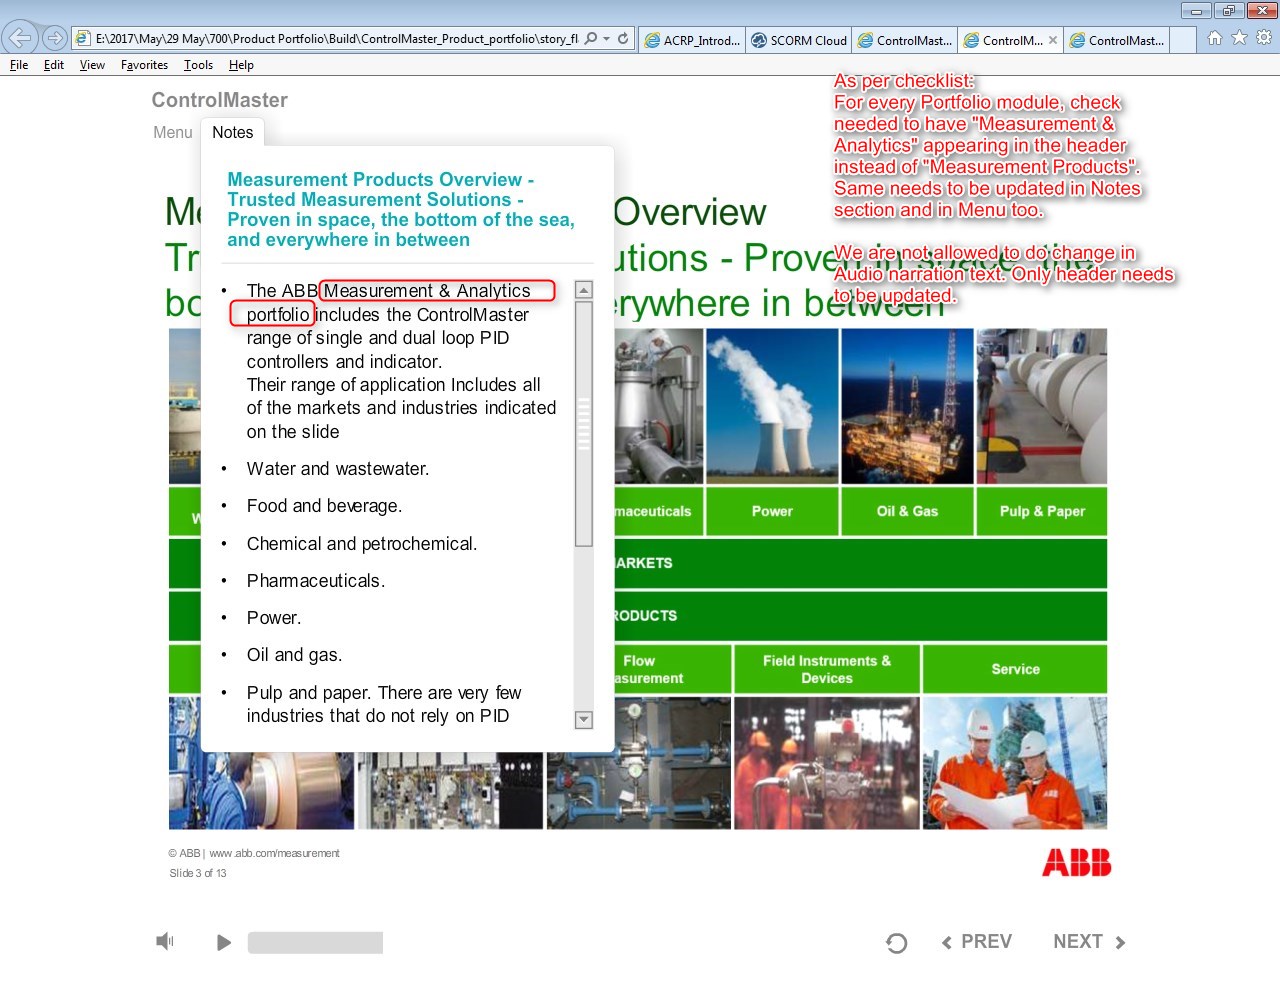 E:\2017\May\29 May\700\Product Portfolio\Build\ControlMaster_Product_portfolio\story_fl
ACRP_Introd...
SCORM Cloud
ControlMast...
ControlM...
ControlMast...
File Edit View Favorites Tools Help
ControlMaster
Menu Notes
As per checklist:
For every Portfolio module, check
needed to have "Measurement &
Analytics" appearing in the header
instead of "Measurement Products".
Same needs to be updated in Notes
section and in Menu too.
We are not allowed to do change in
Audio narration text. Only header needs
to be updated.
Measurement Products Overview -
Trusted Measurement Solutions -
Proven in space, the bottom of the sea,
and everywhere in between
• The ABB Measurement & Analytics
portfolio includes the ControlMaster
range of single and dual loop PID
controllers and indicator.
Their range of application Includes all
of the markets and industries indicated
on the slide
• Water and wastewater.
• Food and beverage.
• Chemical and petrochemical.
• Pharmaceuticals.
• Power.
• Oil and gas.
• Pulp and paper. There are very few
industries that do not rely on PID
Overview
utions - Proven in space, the
erywhere in between
maceuticals
Power
Oil & Gas
Pulp & Paper
ARKETS
RODUCTS
Flow
asurement
Field Instruments &
Devices
Service
ABB
© ABB | www.abb.com/measurement
Slide 3 of 13
ABB
PREV NEXT